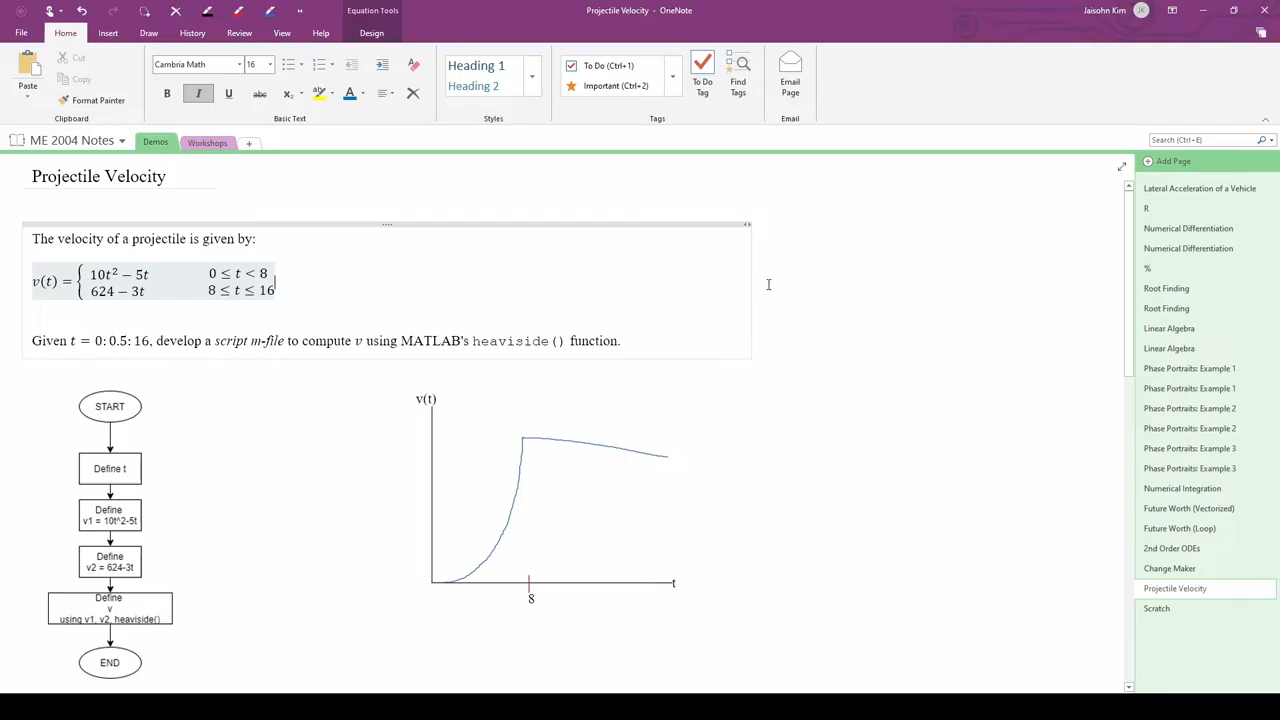 Equation Tools
Projectile Velocity - OneNote
Jaisohn Kim
JK
File
Home
Insert
Draw
History
Review
View
Help
Design
Paste
Cut
Copy
Format Painter
Clipboard
Cambria Math
16
B I U abc x₂ A
Basic Text
Heading 1
Heading 2
Styles
To Do (Ctrl+1)
Important (Ctrl+2)
To Do
Tag
Find
Tags
Tags
Email
Page
Email
ME 2004 Notes
Demos
Workshops
+
Search (Ctrl+E)
Projectile Velocity
The velocity of a projectile is given by:
v(t) = { 10t² − 5t 0 ≤ t < 8
624 − 3t 8 ≤ t ≤ 16
Given t = 0: 0.5: 16, develop a script m-file to compute v using MATLAB's heaviside() function.
START
Define t
Define
v1 = 10t^2-5t
Define
v2 = 624-3t
Define
v
using v1, v2, heaviside()
END
v(t)
t
8
Add Page
Lateral Acceleration of a Vehicle
R
Numerical Differentiation
Numerical Differentiation
%
Root Finding
Root Finding
Linear Algebra
Linear Algebra
Phase Portraits: Example 1
Phase Portraits: Example 1
Phase Portraits: Example 2
Phase Portraits: Example 2
Phase Portraits: Example 3
Phase Portraits: Example 3
Numerical Integration
Future Worth (Vectorized)
Future Worth (Loop)
2nd Order ODEs
Change Maker
Projectile Velocity
Scratch